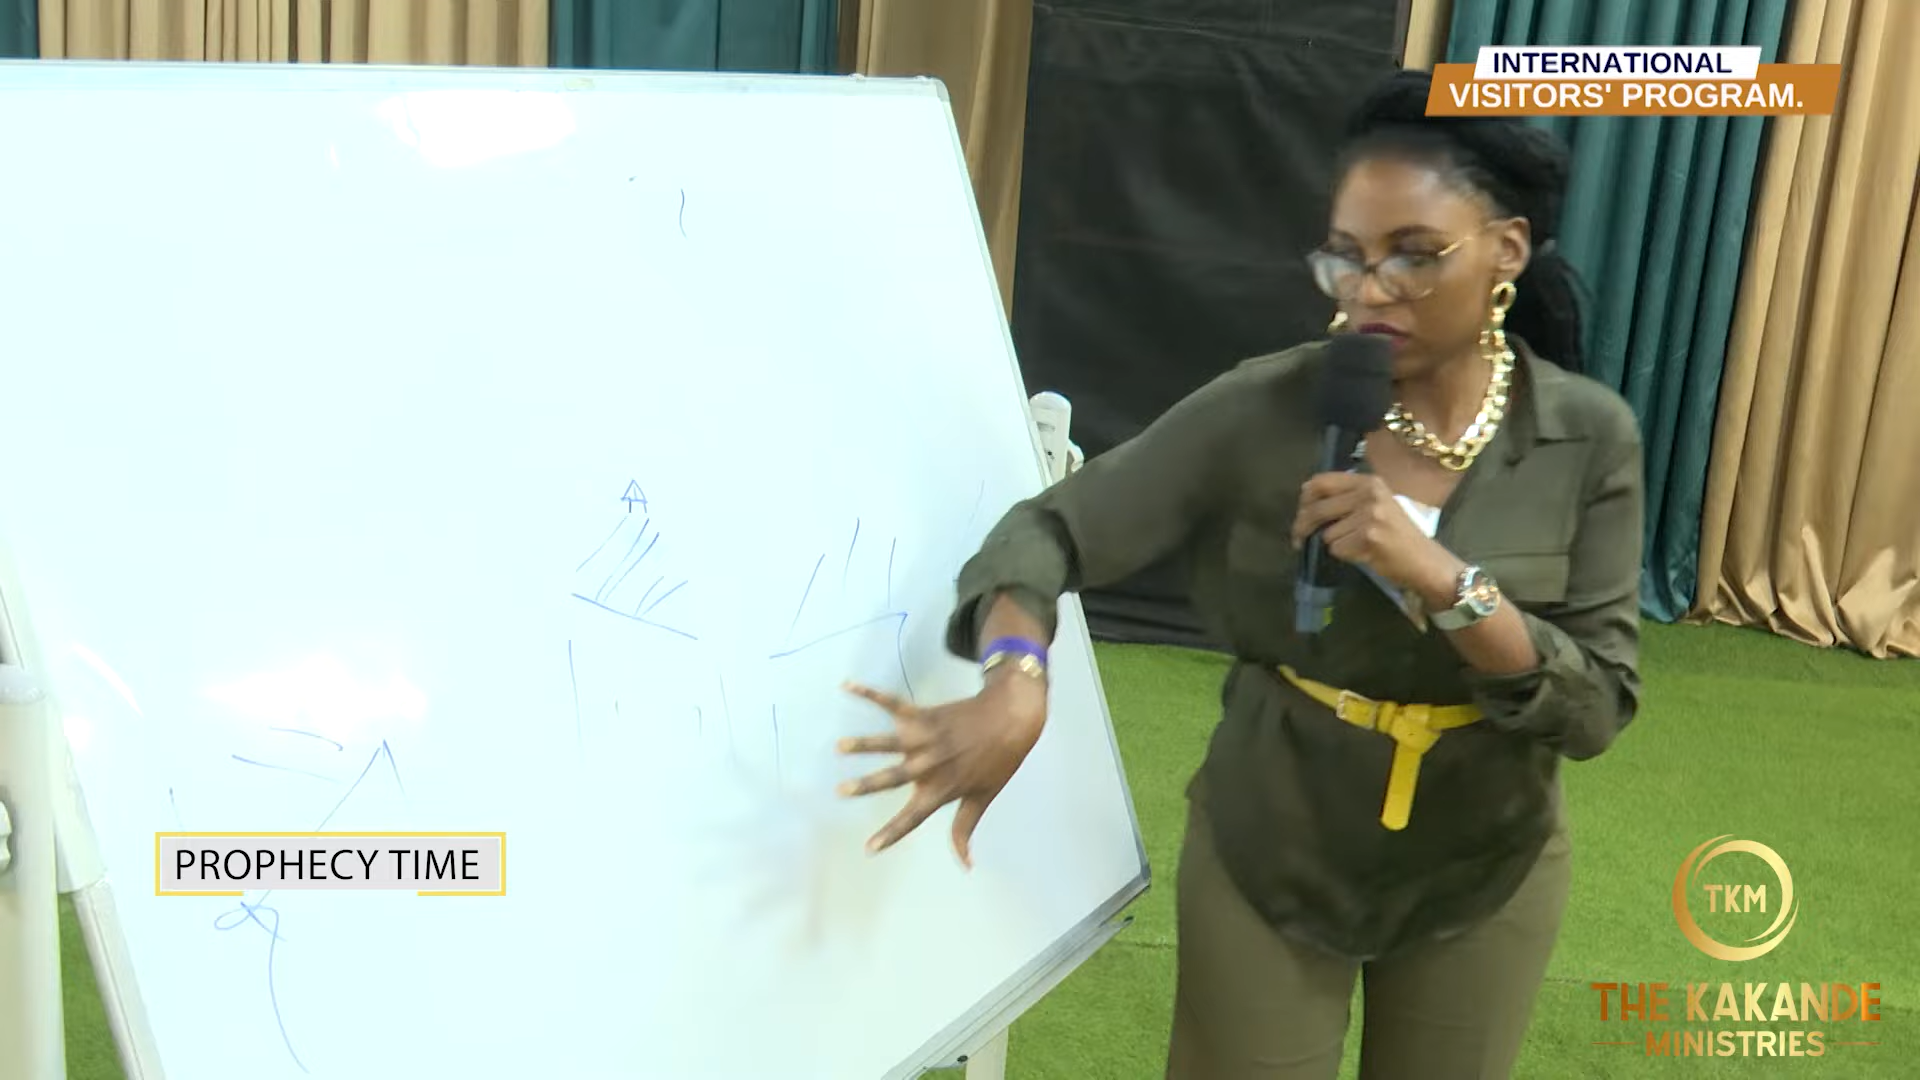 INTERNATIONAL
VISITORS' PROGRAM.
PROPHECY TIME
TKM
THE KAKANDE
MINISTRIES